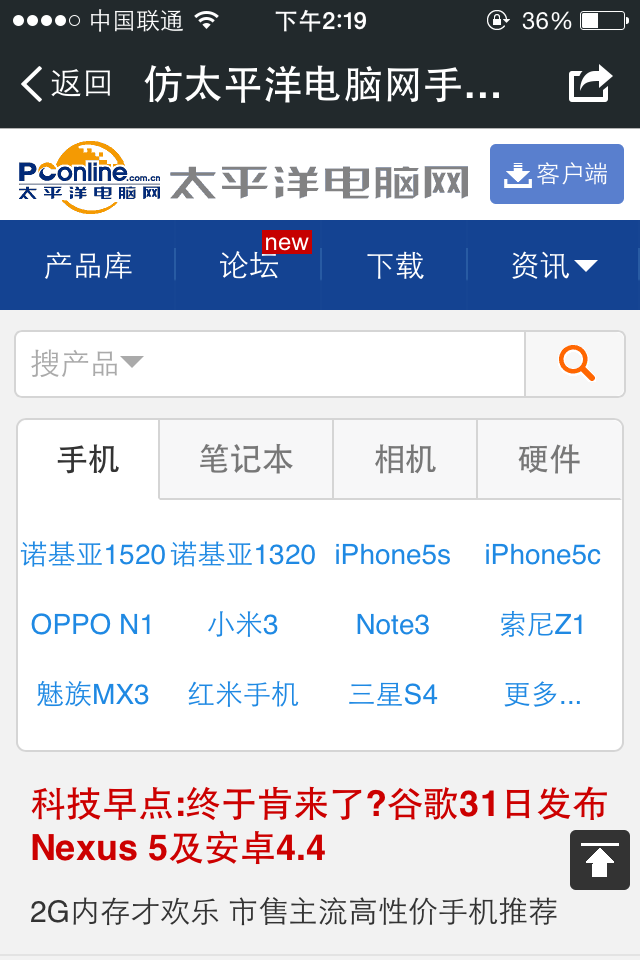 中国联通 下午2:19 36%
返回 仿太平洋电脑网手...
PConline.com.cn
太平洋电脑网 太平洋电脑网 客户端
new
产品库 论坛 下载 资讯
搜产品
手机 笔记本 相机 硬件
诺基亚1520 诺基亚1320 iPhone5s iPhone5c
OPPO N1 小米3 Note3 索尼Z1
魅族MX3 红米手机 三星S4 更多...
科技早点:终于肯来了?谷歌31日发布
Nexus 5及安卓4.4
2G内存才欢乐 市售主流高性价手机推荐